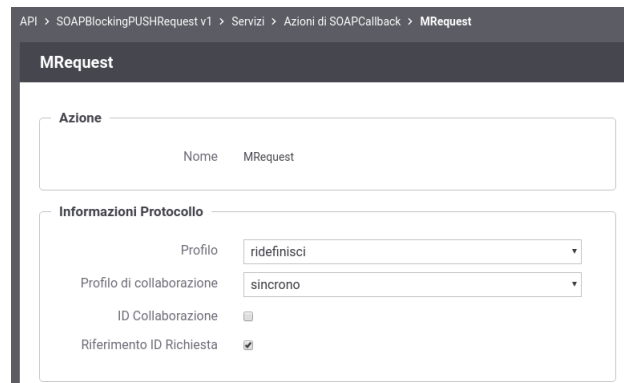 API > SOAPBlockingPUSHRequest v1 > Servizi > Azioni di SOAPCallback > MRequest
MRequest
Azione
Nome MRequest
Informazioni Protocollo
Profilo ridefinisci
Profilo di collaborazione sincrono
ID Collaborazione
Riferimento ID Richiesta